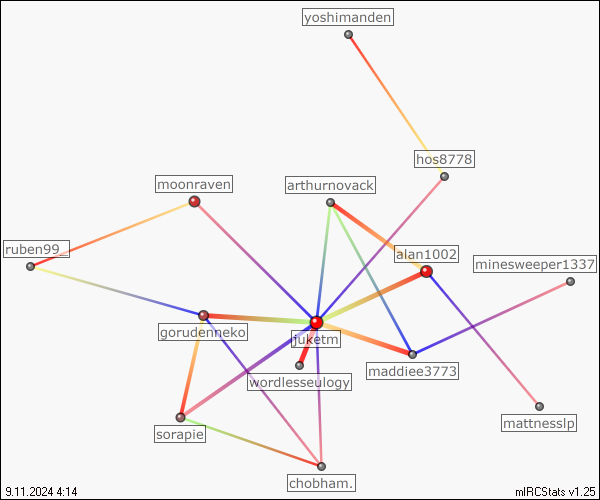 yoshimanden
hos8778
moonraven
arthurnovack
ruben99_
alan1002
minesweeper1337
gorudenneko
juketm
maddiee3773
wordlesseulogy
mattnesslp
sorapie
chobham.
9.11.2024 4:14
mIRCStats v1.25